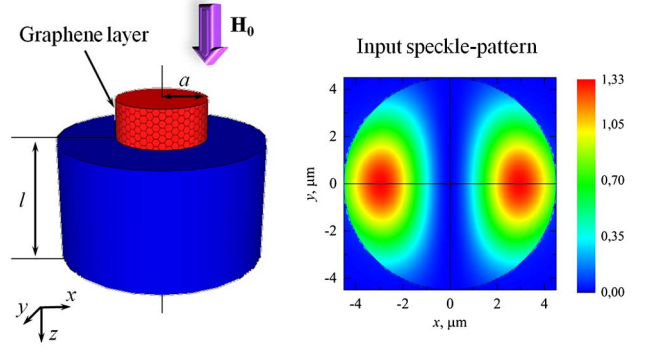 Graphene layer
H0
a
l
y
x
z
Input speckle-pattern
y, μm
4
2
0
-2
-4
-4 -2 0 2 4
x, μm
1,33
1,05
0,70
0,35
0,00